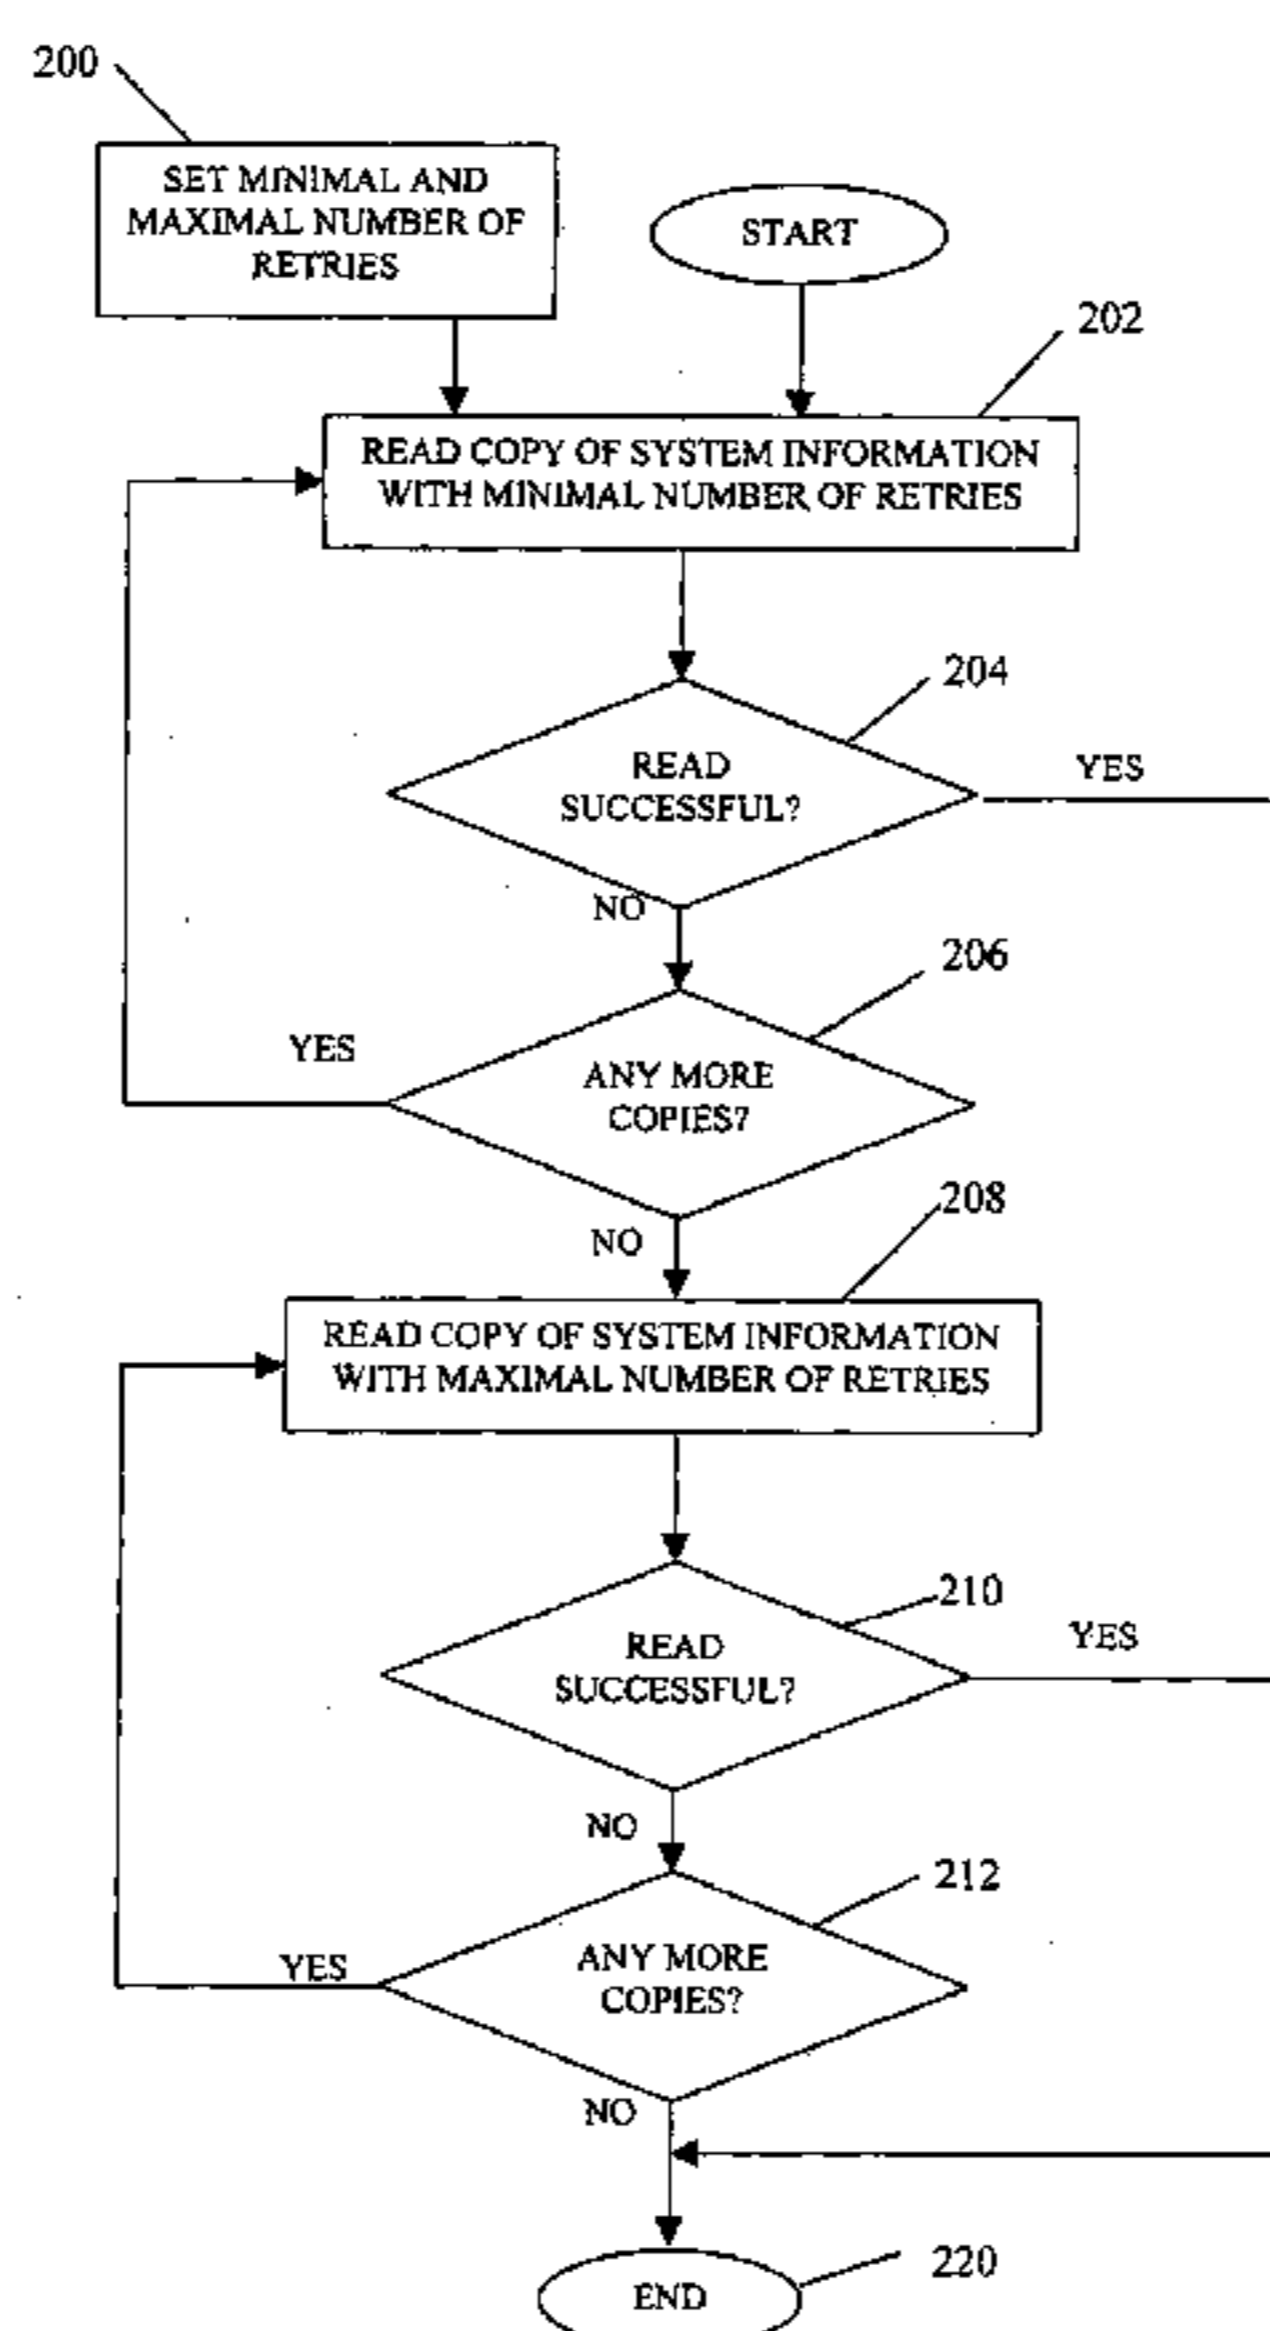 200
SET MINIMAL AND
MAXIMAL NUMBER OF
RETRIES
START
202
READ COPY OF SYSTEM INFORMATION
WITH MINIMAL NUMBER OF RETRIES
204
READ
SUCCESSFUL?
YES
NO
206
YES
ANY MORE
COPIES?
208
NO
READ COPY OF SYSTEM INFORMATION
WITH MAXIMAL NUMBER OF RETRIES
210
YES
READ
SUCCESSFUL?
NO
212
YES
ANY MORE
COPIES?
NO
220
END